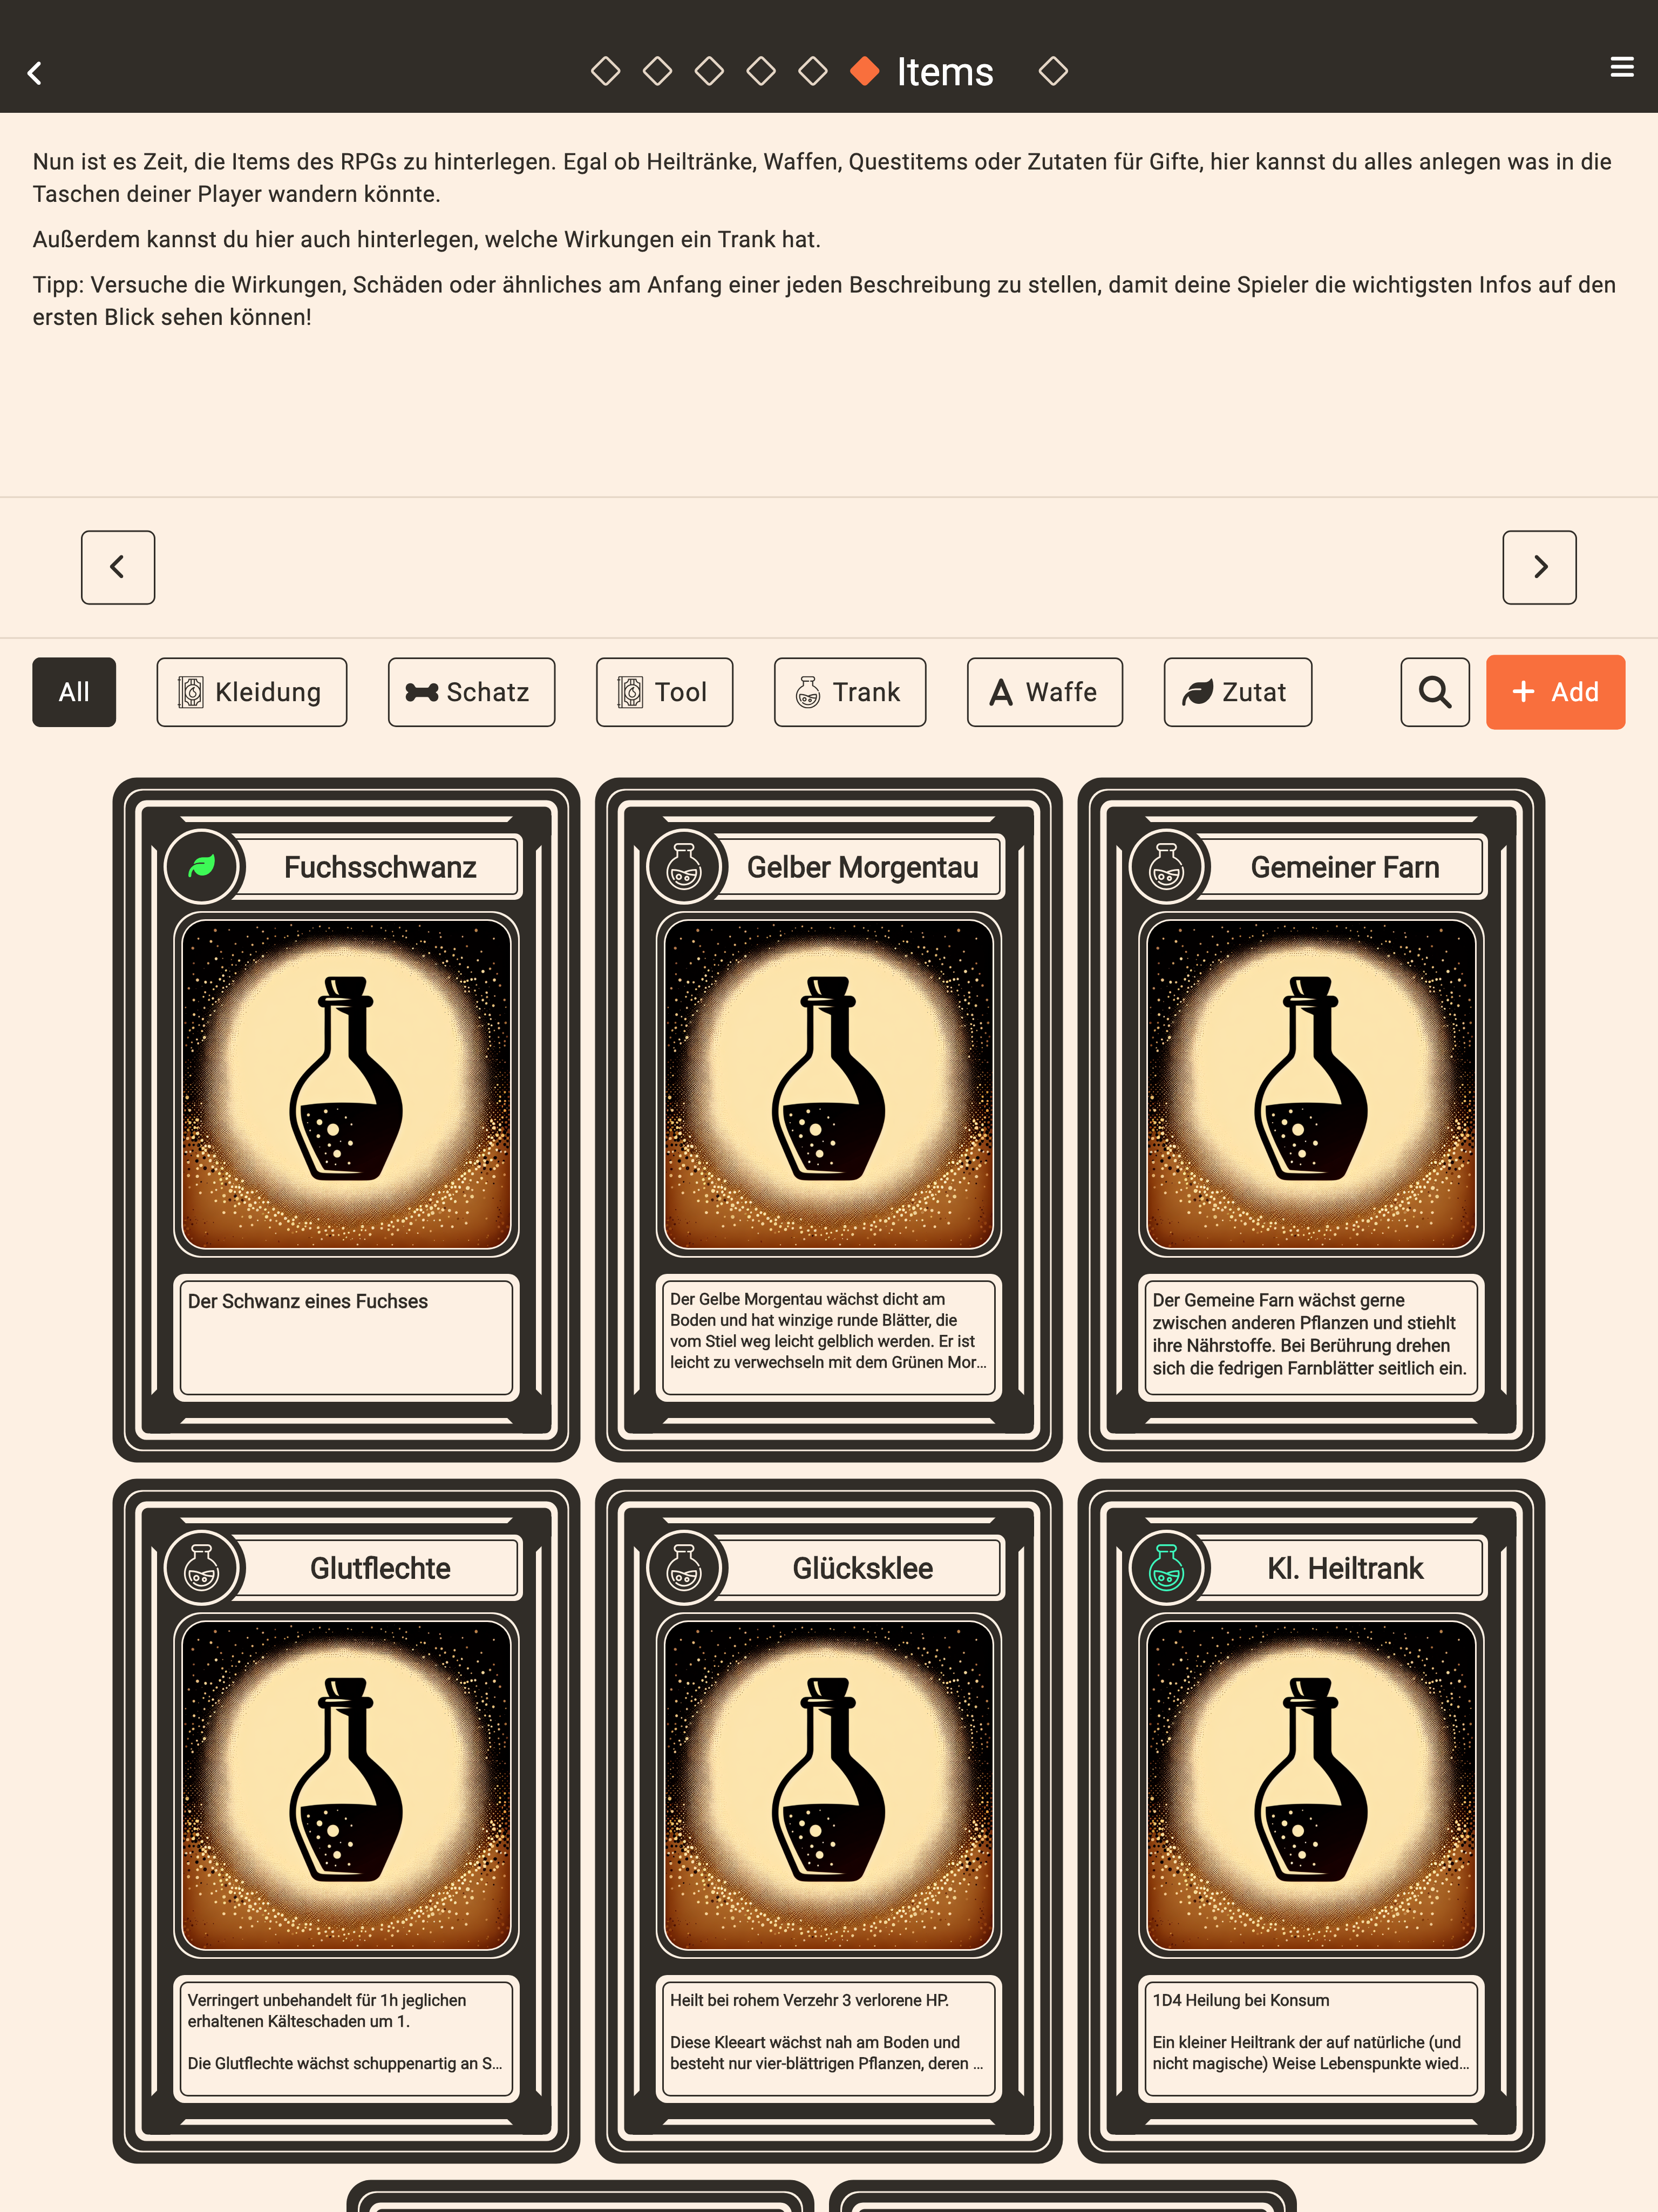 Items
Nun ist es Zeit, die Items des RPGs zu hinterlegen. Egal ob Heiltränke, Waffen, Questitems oder Zutaten für Gifte, hier kannst du alles anlegen was in die
Taschen deiner Player wandern könnte.
Außerdem kannst du hier auch hinterlegen, welche Wirkungen ein Trank hat.
Tipp: Versuche die Wirkungen, Schäden oder ähnliches am Anfang einer jeden Beschreibung zu stellen, damit deine Spieler die wichtigsten Infos auf den
ersten Blick sehen können!
All
Kleidung
Schatz
Tool
Trank
Waffe
Zutat
+ Add
Fuchsschwanz
Der Schwanz eines Fuchses
Gelber Morgentau
Der Gelbe Morgentau wächst dicht am
Boden und hat winzige runde Blätter, die
vom Stiel weg leicht gelblich werden. Er ist
leicht zu verwechseln mit dem Grünen Mor...
Gemeiner Farn
Der Gemeine Farn wächst gerne
zwischen anderen Pflanzen und stiehlt
ihre Nährstoffe. Bei Berührung drehen
sich die fedrigen Farnblätter seitlich ein.
Glutflechte
Verringert unbehandelt für 1h jeglichen
erhaltenen Kälteschaden um 1.
Die Glutflechte wächst schuppenartig an S...
Glücksklee
Heilt bei rohem Verzehr 3 verlorene HP.
Diese Kleeart wächst nah am Boden und
besteht nur vier-blättrigen Pflanzen, deren ...
Kl. Heiltrank
1D4 Heilung bei Konsum
Ein kleiner Heiltrank der auf natürliche (und
nicht magische) Weise Lebenspunkte wied...